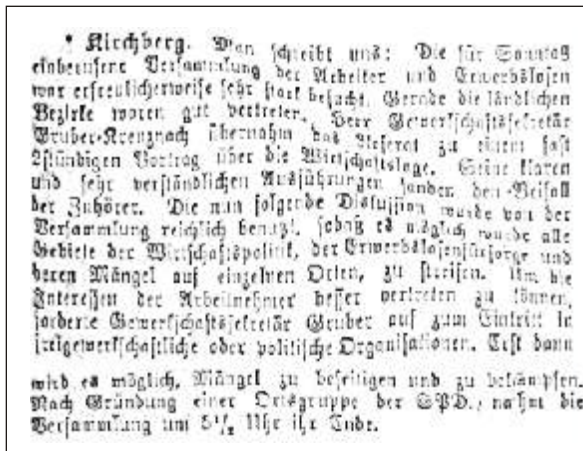 * Kirchberg. Man schreibt uns: Die für Sonntag
einberufene Versammlung der Arbeiter und Erwerbslosen
war erfreulicherweise sehr stark besucht. Gerade die ländlichen
Bezirke waren gut vertreten. Herr Gewerkschaftssekretär
Gruber-Kreuznach übernahm das Referat zu einem fast
2stündigen Vortrag über die Wirtschaftslage. Seine klaren
und sehr verständlichen Ausführungen fanden den Beifall
der Zuhörer. Die nun folgende Diskussion wurde von der
Versammlung reichlich benutzt, sodaß es möglich wurde alle
Gebiete der Wirtschaftspolitik, der Erwerbslosenfürsorge und
deren Mängel auf einzelnen Orten, zu streifen. Um die
Interessen der Arbeitnehmer besser vertreten zu können,
forderte Gewerkschaftssekretär Gruber auf zum Eintritt in
freigewerkschaftliche oder politische Organisationen. Erst dann
wird es möglich, Mängel zu beseitigen und zu bekämpfen.
Nach Gründung einer Ortsgruppe der SPD., nahm die
Versammlung um 5½ Uhr ihr Ende.